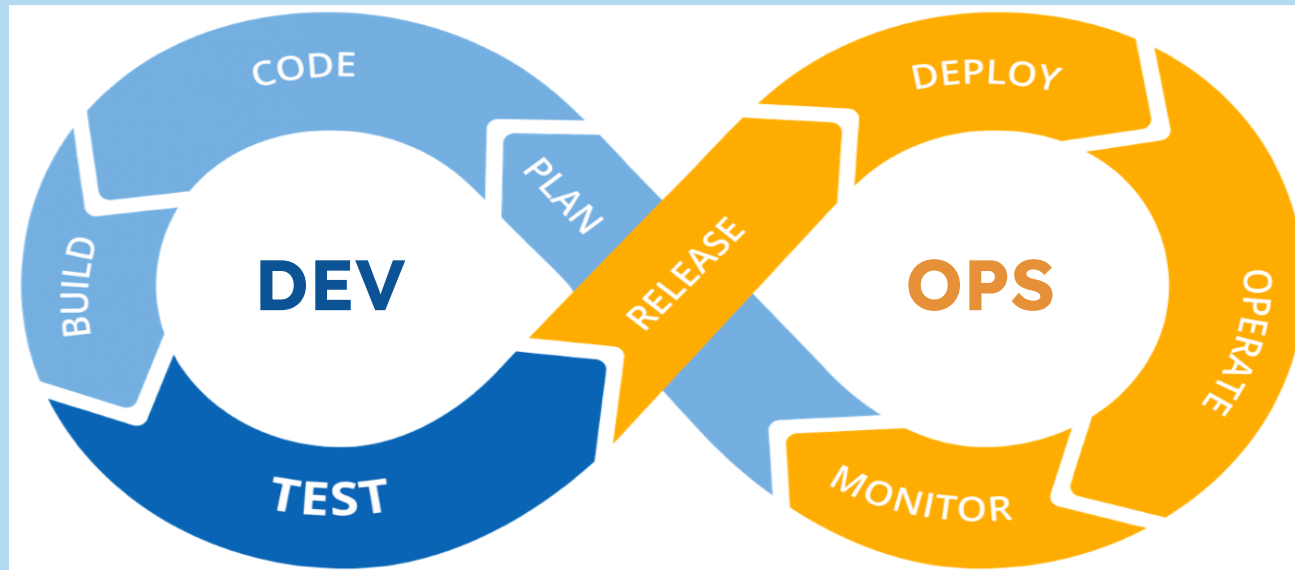 CODE
DEPLOY
PLAN
RELEASE
BUILD
DEV
OPS
OPERATE
TEST
MONITOR